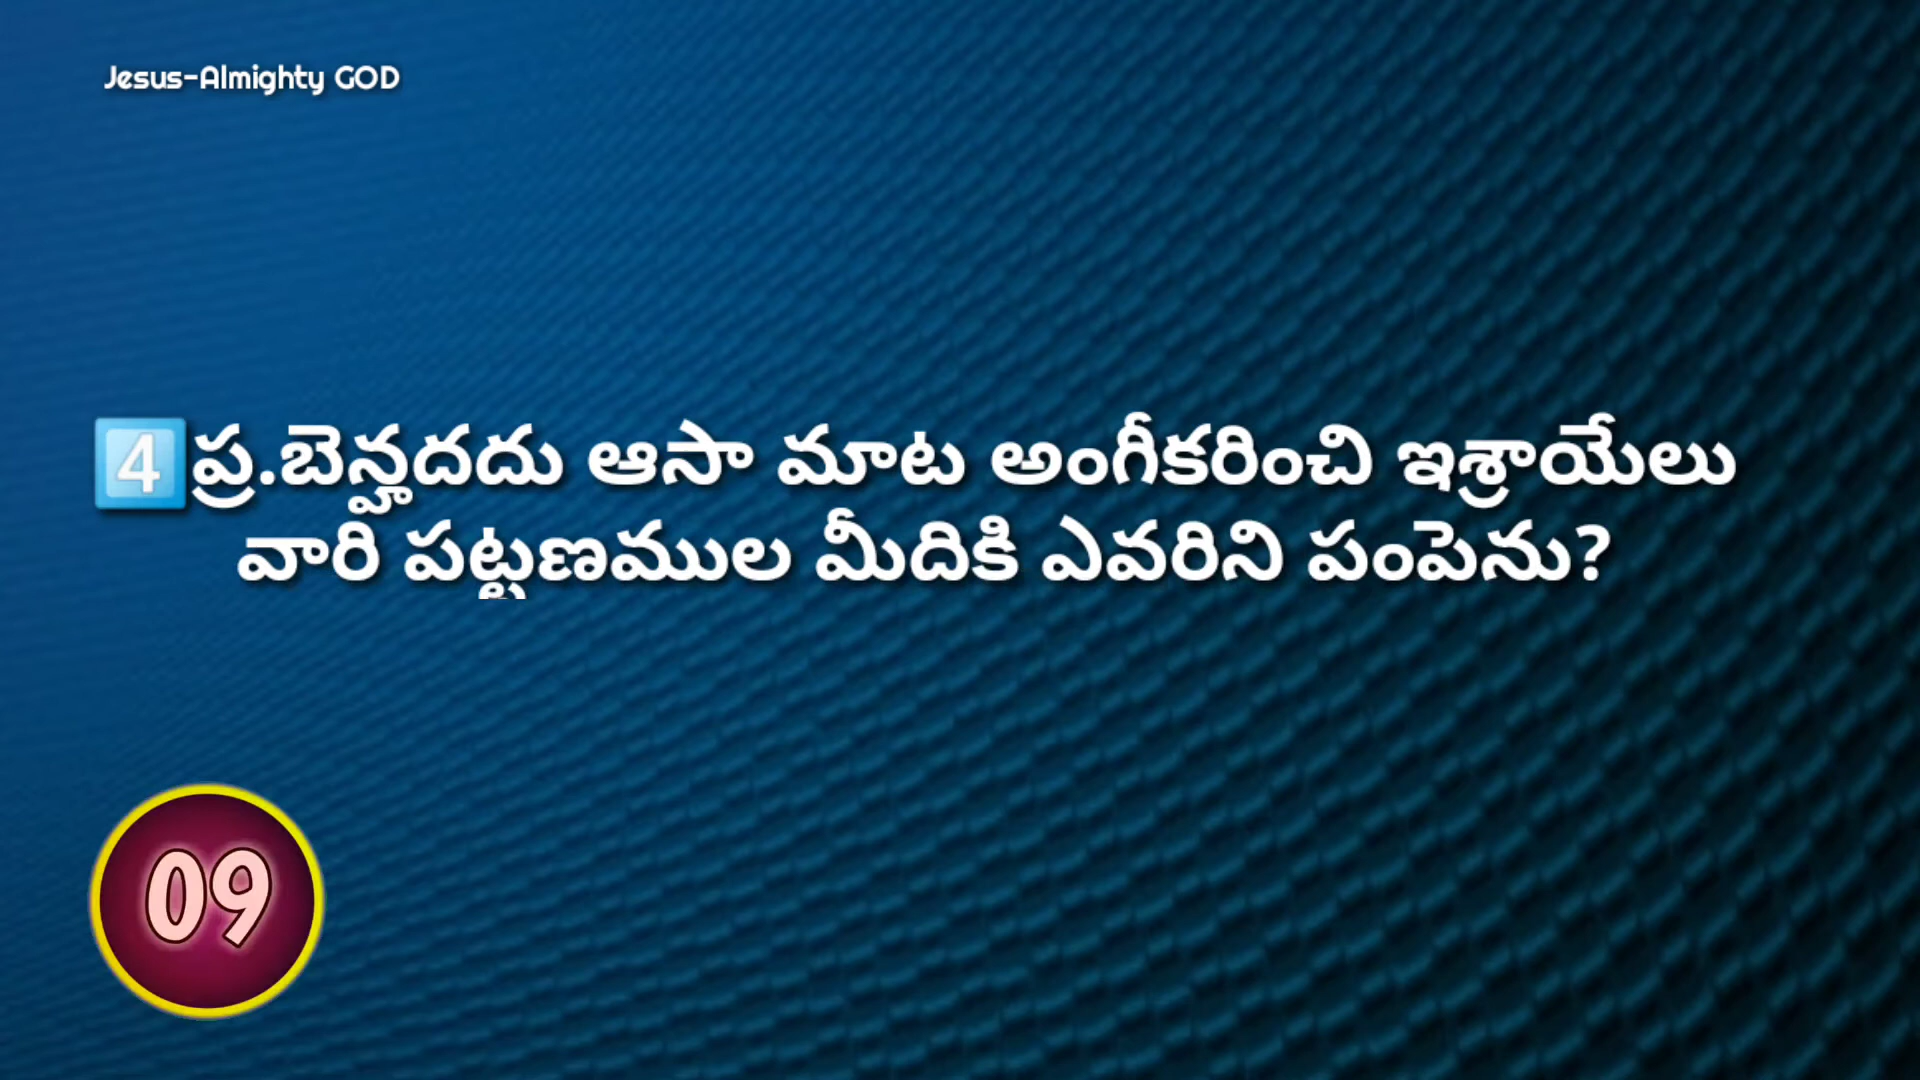 Jesus-Almighty GOD
4️⃣ప్ర.బెన్హదదు ఆసా మాట అంగీకరించి ఇశ్రాయేలు
వారి పట్టణముల మీదికి ఎవరిని పంపెను?
09